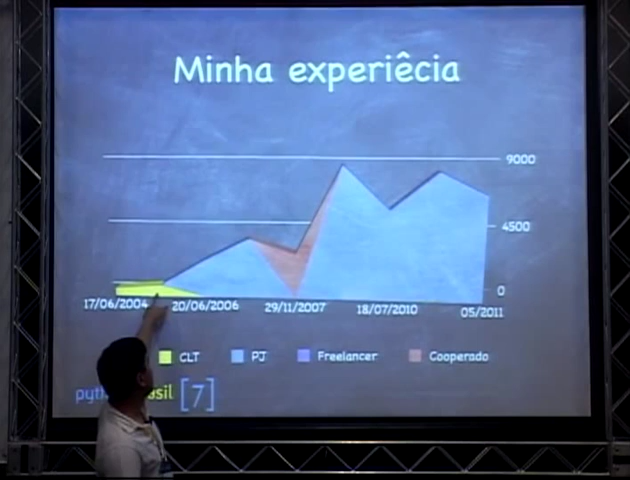 Minha experiêcia
9000
4500
0
17/06/2004 20/06/2006 29/11/2007 18/07/2010 05/2011
CLT PJ Freelancer Cooperado
[7]